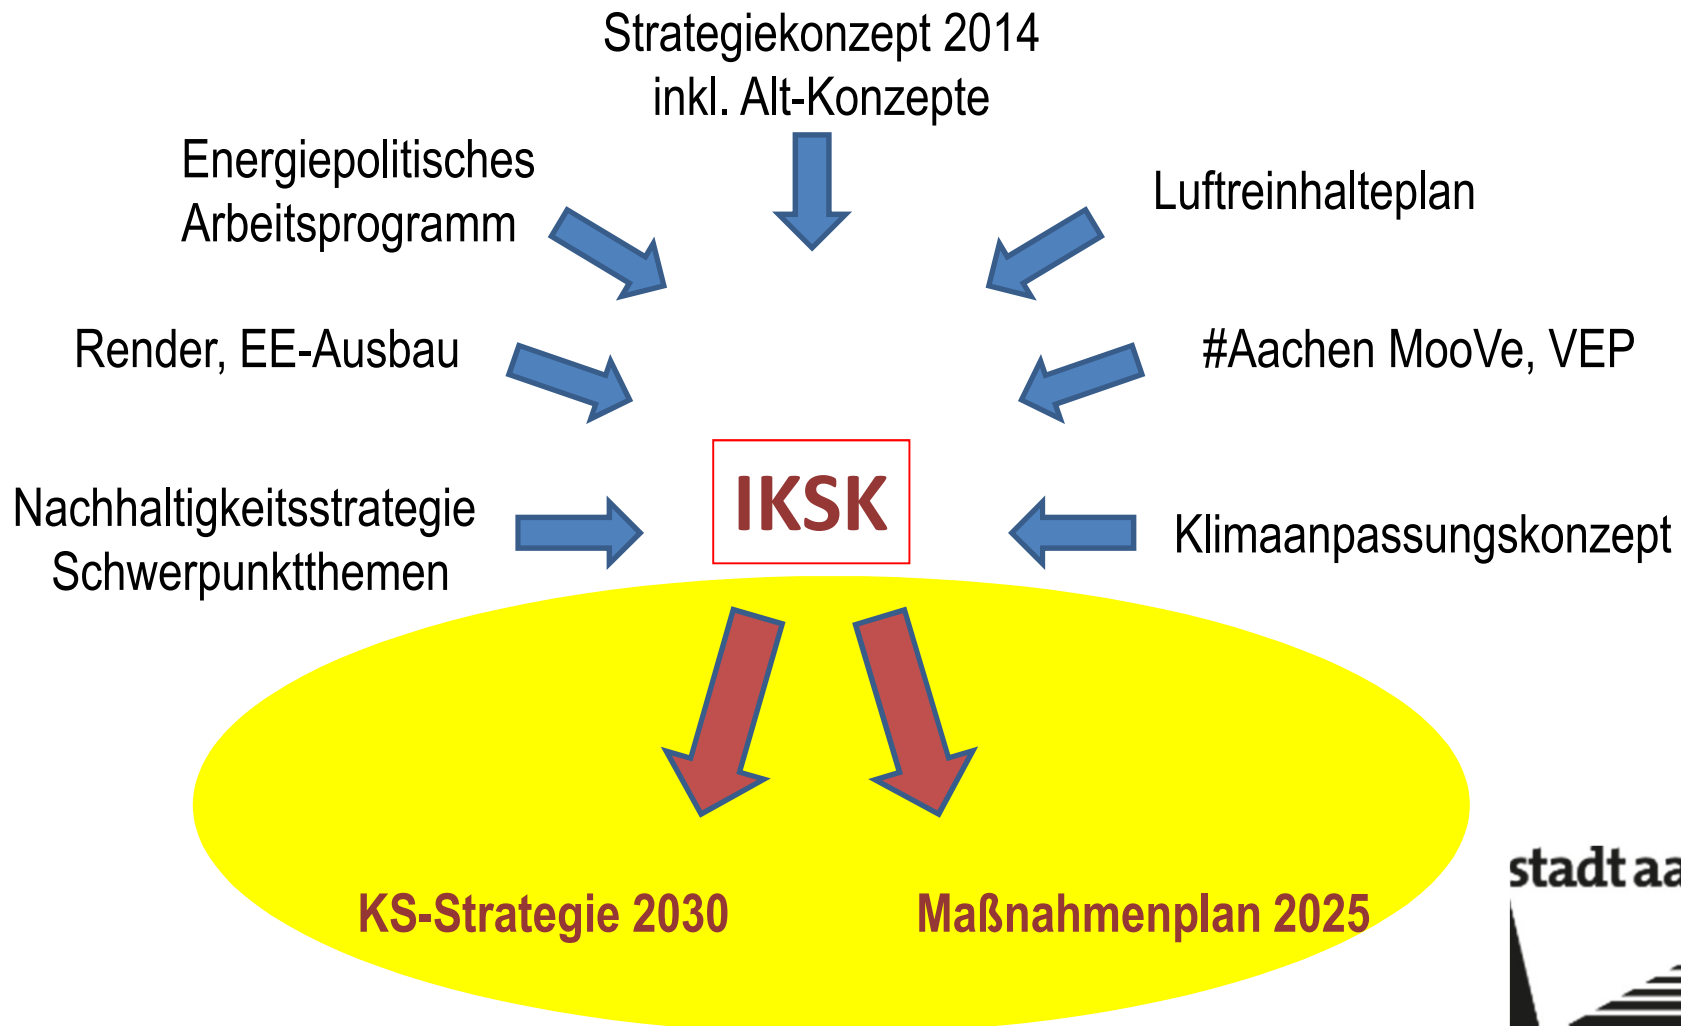 Strategiekonzept 2014
inkl. Alt-Konzepte
Energiepolitisches
Arbeitsprogramm
Luftreinhalteplan
Render, EE-Ausbau
#Aachen MooVe, VEP
IKSK
Nachhaltigkeitsstrategie
Schwerpunktthemen
Klimaanpassungskonzept
KS-Strategie 2030
Maßnahmenplan 2025
stadt aa